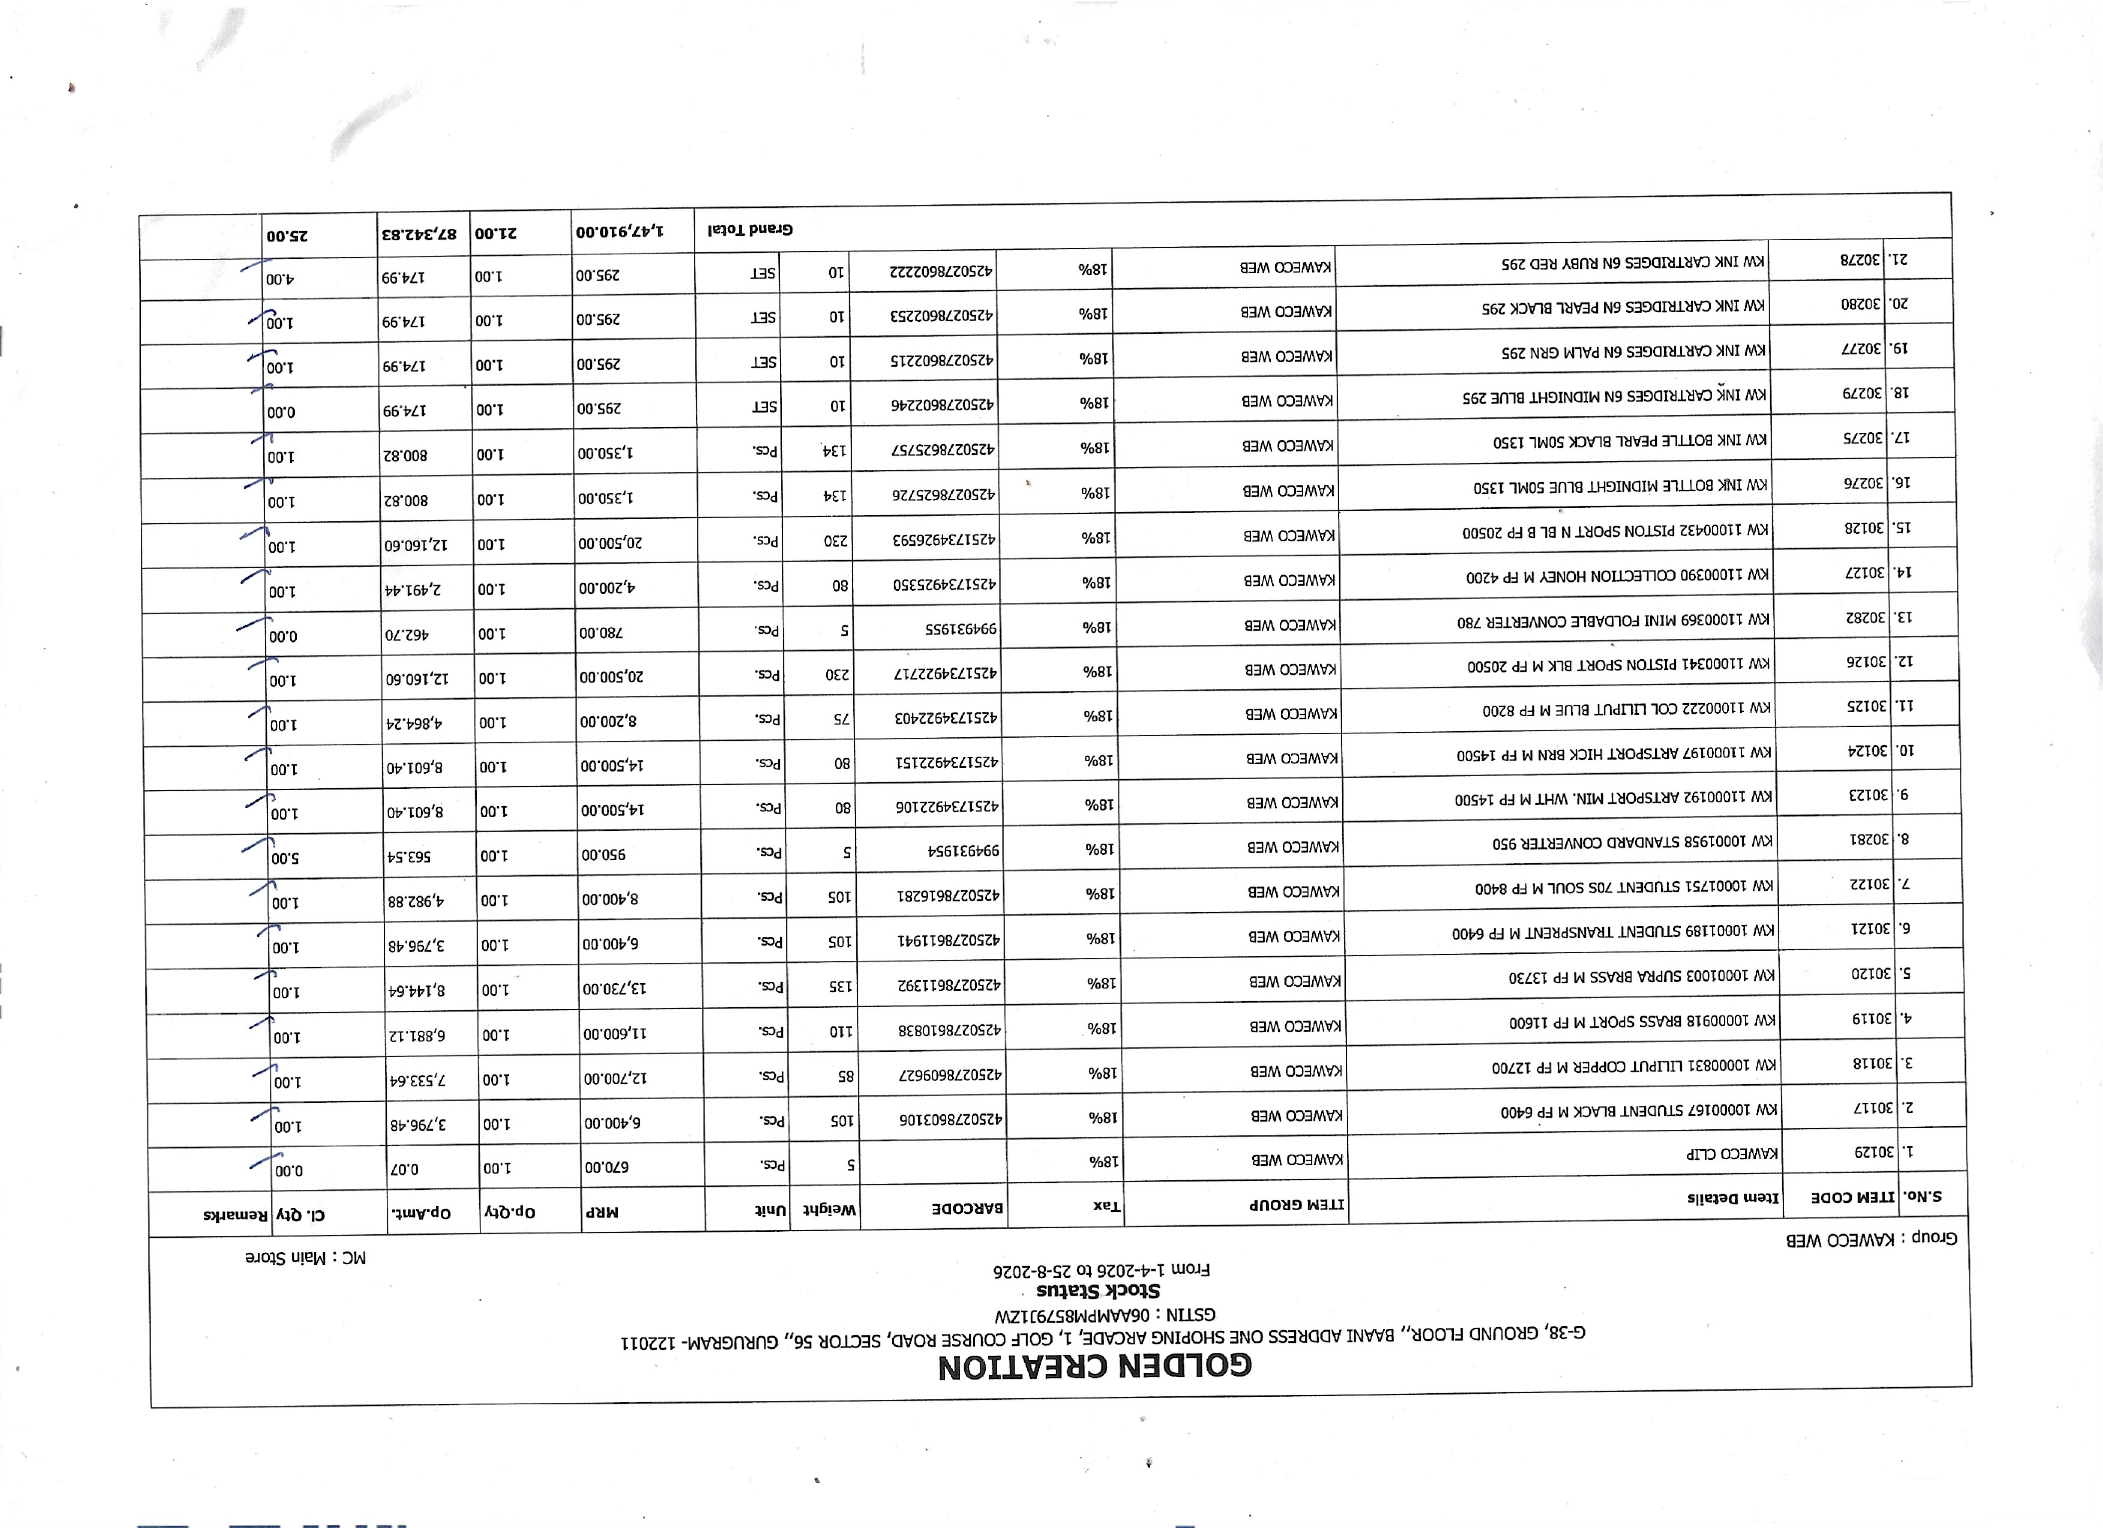 GOLDEN CREATION
G-38, GROUND FLOOR,, BAANI ADDRESS ONE SHOPING ARCADE, 1, GOLF COURSE ROAD, SECTOR 56,, GURUGRAM- 122011
GSTIN : 06AAMPM8579J1ZW
Stock Status
From 1-4-2026 to 25-8-2026
Group : KAWECO WEB MC : Main Store
S.No. ITEM CODE Item Details ITEM GROUP Tax BARCODE Weight Unit MRP Op.Qty Op.Amt. Cl. Qty Remarks
1. 30129 KAWECO CLIP KAWECO WEB 18% 5 Pcs. 670.00 1.00 0.07 0.00
2. 30117 KW 10000167 STUDENT BLACK M FP 6400 KAWECO WEB 18% 4250278603106 105 Pcs. 6,400.00 1.00 3,796.48 1.00
3. 30118 KW 10000831 LILIPUT COPPER M FP 12700 KAWECO WEB 18% 4250278609627 85 Pcs. 12,700.00 1.00 7,533.64 1.00
4. 30119 KW 10000918 BRASS SPORT M FP 11600 KAWECO WEB 18% 4250278610838 110 Pcs. 11,600.00 1.00 6,881.12 1.00
5. 30120 KW 10001003 SUPRA BRASS M FP 13730 KAWECO WEB 18% 4250278611392 135 Pcs. 13,730.00 1.00 8,144.64 1.00
6. 30121 KW 10001189 STUDENT TRANSPRENT M FP 6400 KAWECO WEB 18% 4250278611941 105 Pcs. 6,400.00 1.00 3,796.48 1.00
7. 30122 KW 10001751 STUDENT 70S SOUL M FP 8400 KAWECO WEB 18% 4250278616281 105 Pcs. 8,400.00 1.00 4,982.88 1.00
8. 30281 KW 10001958 STANDARD CONVERTER 950 KAWECO WEB 18% 994931954 5 Pcs. 950.00 1.00 563.54 5.00
9. 30123 KW 11000192 ARTSPORT MIN. WHT M FP 14500 KAWECO WEB 18% 4251734922106 80 Pcs. 14,500.00 1.00 8,601.40 1.00
10. 30124 KW 11000197 ARTSPORT HICK BRN M FP 14500 KAWECO WEB 18% 4251734922151 80 Pcs. 14,500.00 1.00 8,601.40 1.00
11. 30125 KW 11000222 COL LILIPUT BLUE M FP 8200 KAWECO WEB 18% 4251734922403 75 Pcs. 8,200.00 1.00 4,864.24 1.00
12. 30126 KW 11000341 PISTON SPORT BLK M FP 20500 KAWECO WEB 18% 4251734922717 230 Pcs. 20,500.00 1.00 12,160.60 1.00
13. 30282 KW 11000369 MINI FOLDABLE CONVERTER 780 KAWECO WEB 18% 994931955 5 Pcs. 780.00 1.00 462.70 0.00
14. 30127 KW 11000390 COLLECTION HONEY M FP 4200 KAWECO WEB 18% 4251734925350 80 Pcs. 4,200.00 1.00 2,491.44 1.00
15. 30128 KW 11000432 PISTON SPORT N BL B FP 20500 KAWECO WEB 18% 4251734926593 230 Pcs. 20,500.00 1.00 12,160.60 1.00
16. 30276 KW INK BOTTLE MIDNIGHT BLUE 50ML 1350 KAWECO WEB 18% 4250278625726 134 Pcs. 1,350.00 1.00 800.82 1.00
17. 30275 KW INK BOTTLE PEARL BLACK 50ML 1350 KAWECO WEB 18% 4250278625757 134 Pcs. 1,350.00 1.00 800.82 1.00
18. 30279 KW INK CARTRIDGES 6N MIDNIGHT BLUE 295 KAWECO WEB 18% 4250278602246 10 SET 295.00 1.00 174.99 0.00
19. 30277 KW INK CARTRIDGES 6N PALM GRN 295 KAWECO WEB 18% 4250278602215 10 SET 295.00 1.00 174.99 1.00
20. 30280 KW INK CARTRIDGES 6N PEARL BLACK 295 KAWECO WEB 18% 4250278602253 10 SET 295.00 1.00 174.99 1.00
21. 30278 KW INK CARTRIDGES 6N RUBY RED 295 KAWECO WEB 18% 4250278602222 10 SET 295.00 1.00 174.99 4.00
Grand Total 1,47,910.00 21.00 87,342.83 25.00